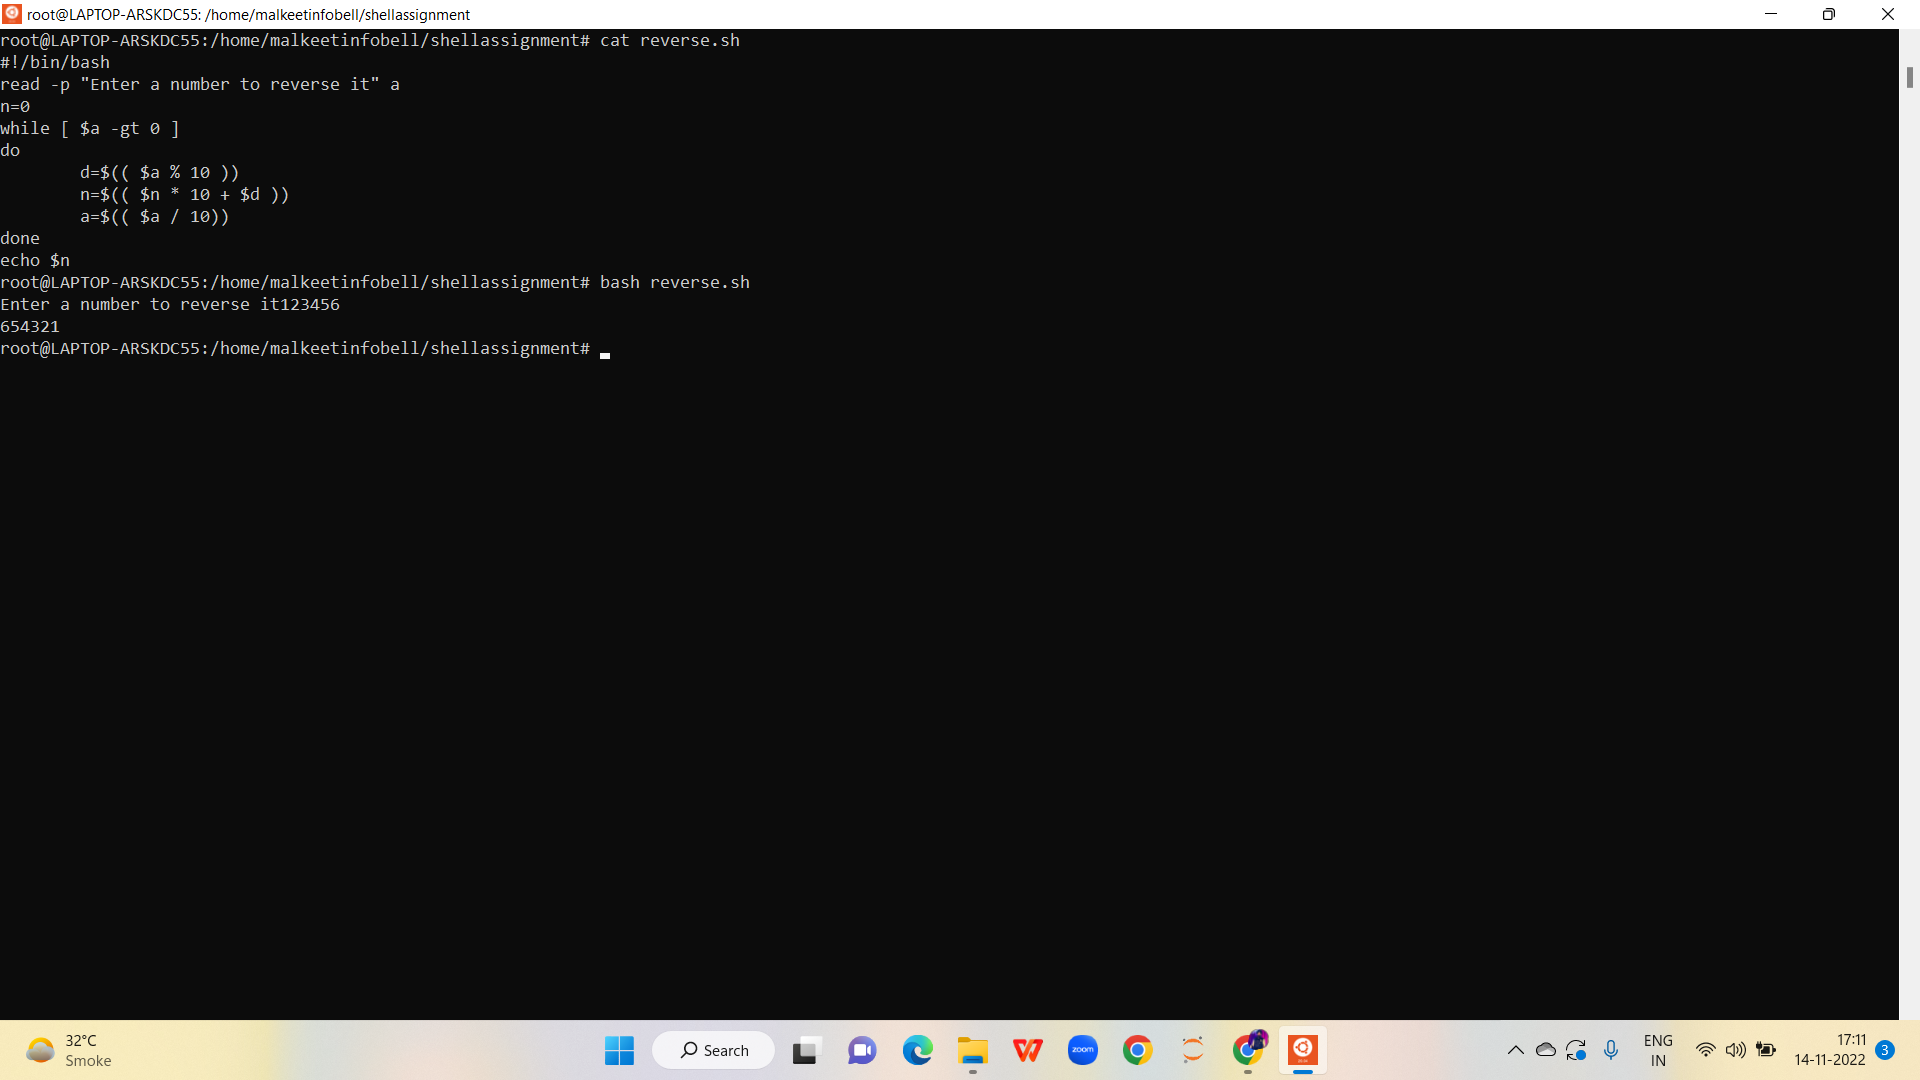 root@LAPTOP-ARSKDC55: /home/malkeetinfobell/shellassignment
root@LAPTOP-ARSKDC55:/home/malkeetinfobell/shellassignment# cat reverse.sh
#!/bin/bash
read -p "Enter a number to reverse it" a
n=0
while [ $a -gt 0 ]
do
        d=$(( $a % 10 ))
        n=$(( $n * 10 + $d ))
        a=$(( $a / 10))
done
echo $n
root@LAPTOP-ARSKDC55:/home/malkeetinfobell/shellassignment# bash reverse.sh
Enter a number to reverse it123456
654321
root@LAPTOP-ARSKDC55:/home/malkeetinfobell/shellassignment#
32°C
Smoke
Search
zoom
ENG
IN
17:11
14-11-2022
3